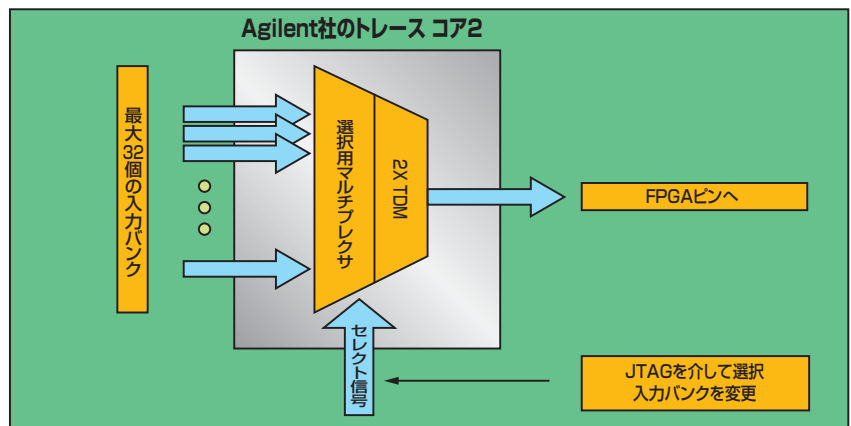 Agilent社のトレース コア2
最大32個の入力バンク
選択用マルチプレクサ
2X TDM
FPGAピンへ
セレクト信号
JTAGを介して選択
入力バンクを変更